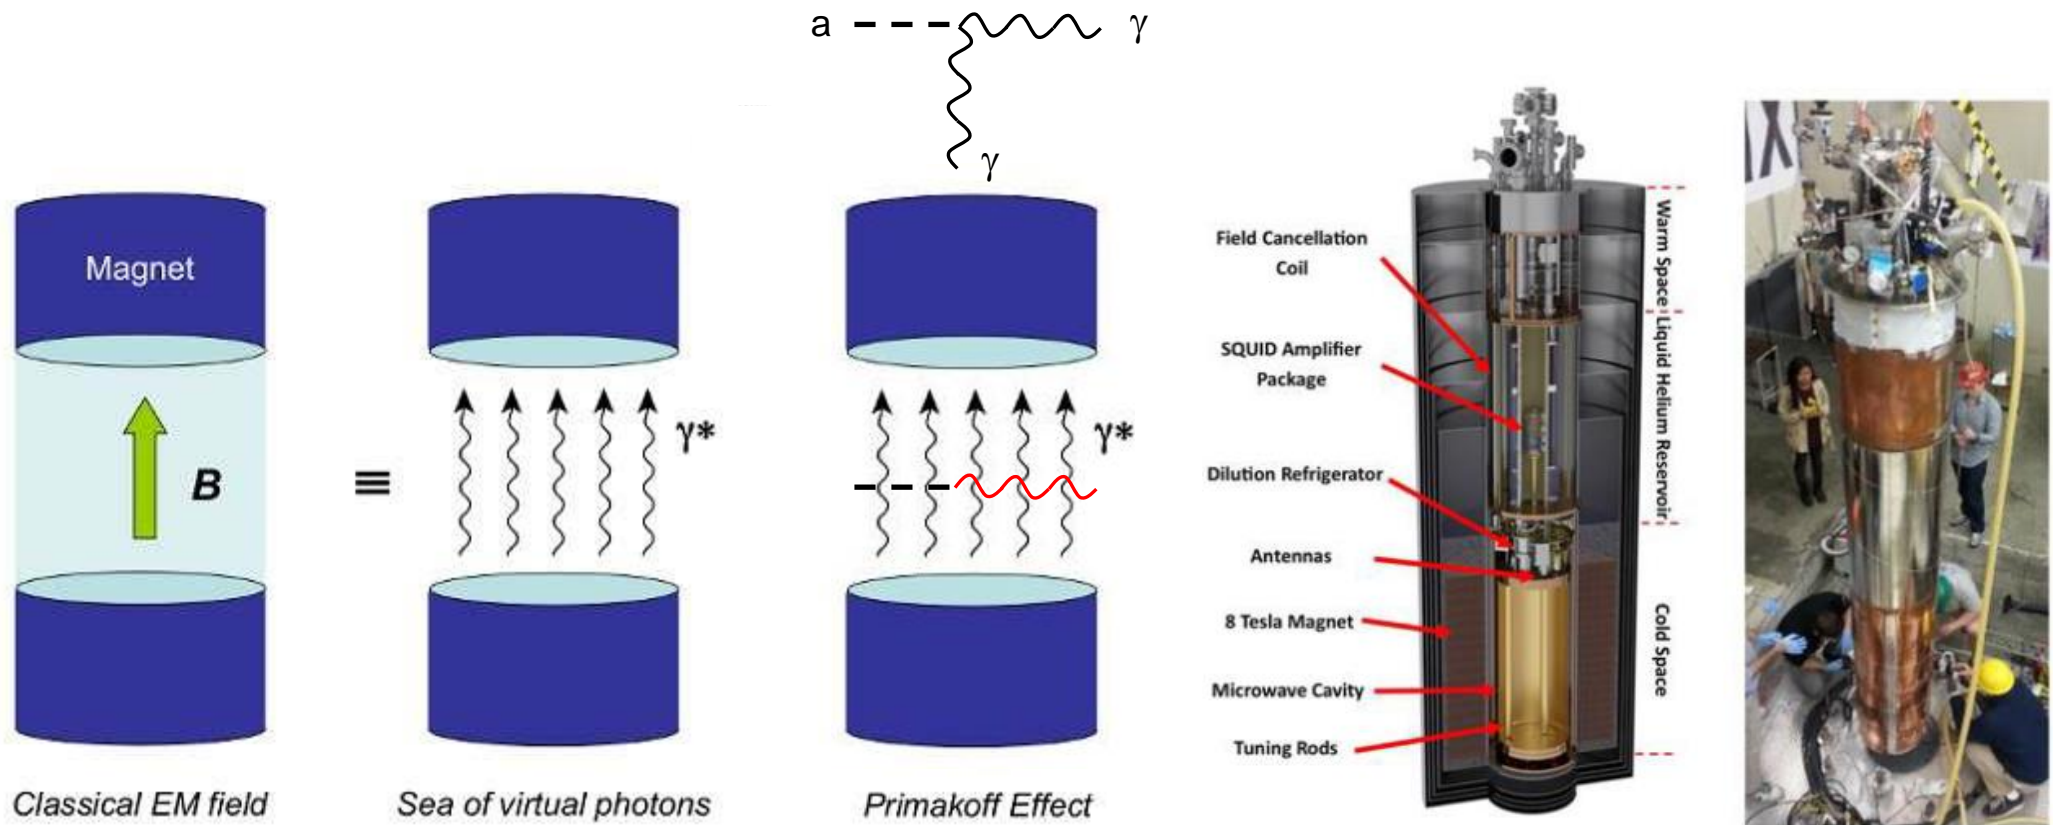 a
γ
γ
Magnet
B
≡
γ*
γ*
Classical EM field
Sea of virtual photons
Primakoff Effect
Field Cancellation
Coil
SQUID Amplifier
Package
Dilution Refrigerator
Antennas
8 Tesla Magnet
Microwave Cavity
Tuning Rods
Warm Space
Liquid Helium Reservoir
Cold Space